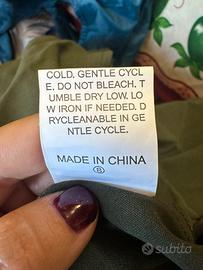 COLD. GENTLE CYCL
E. DO NOT BLEACH. T
UMBLE DRY LOW. LO
W IRON IF NEEDED. D
RYCLEANABLE IN GE
NTLE CYCLE.
MADE IN CHINA
B
subito